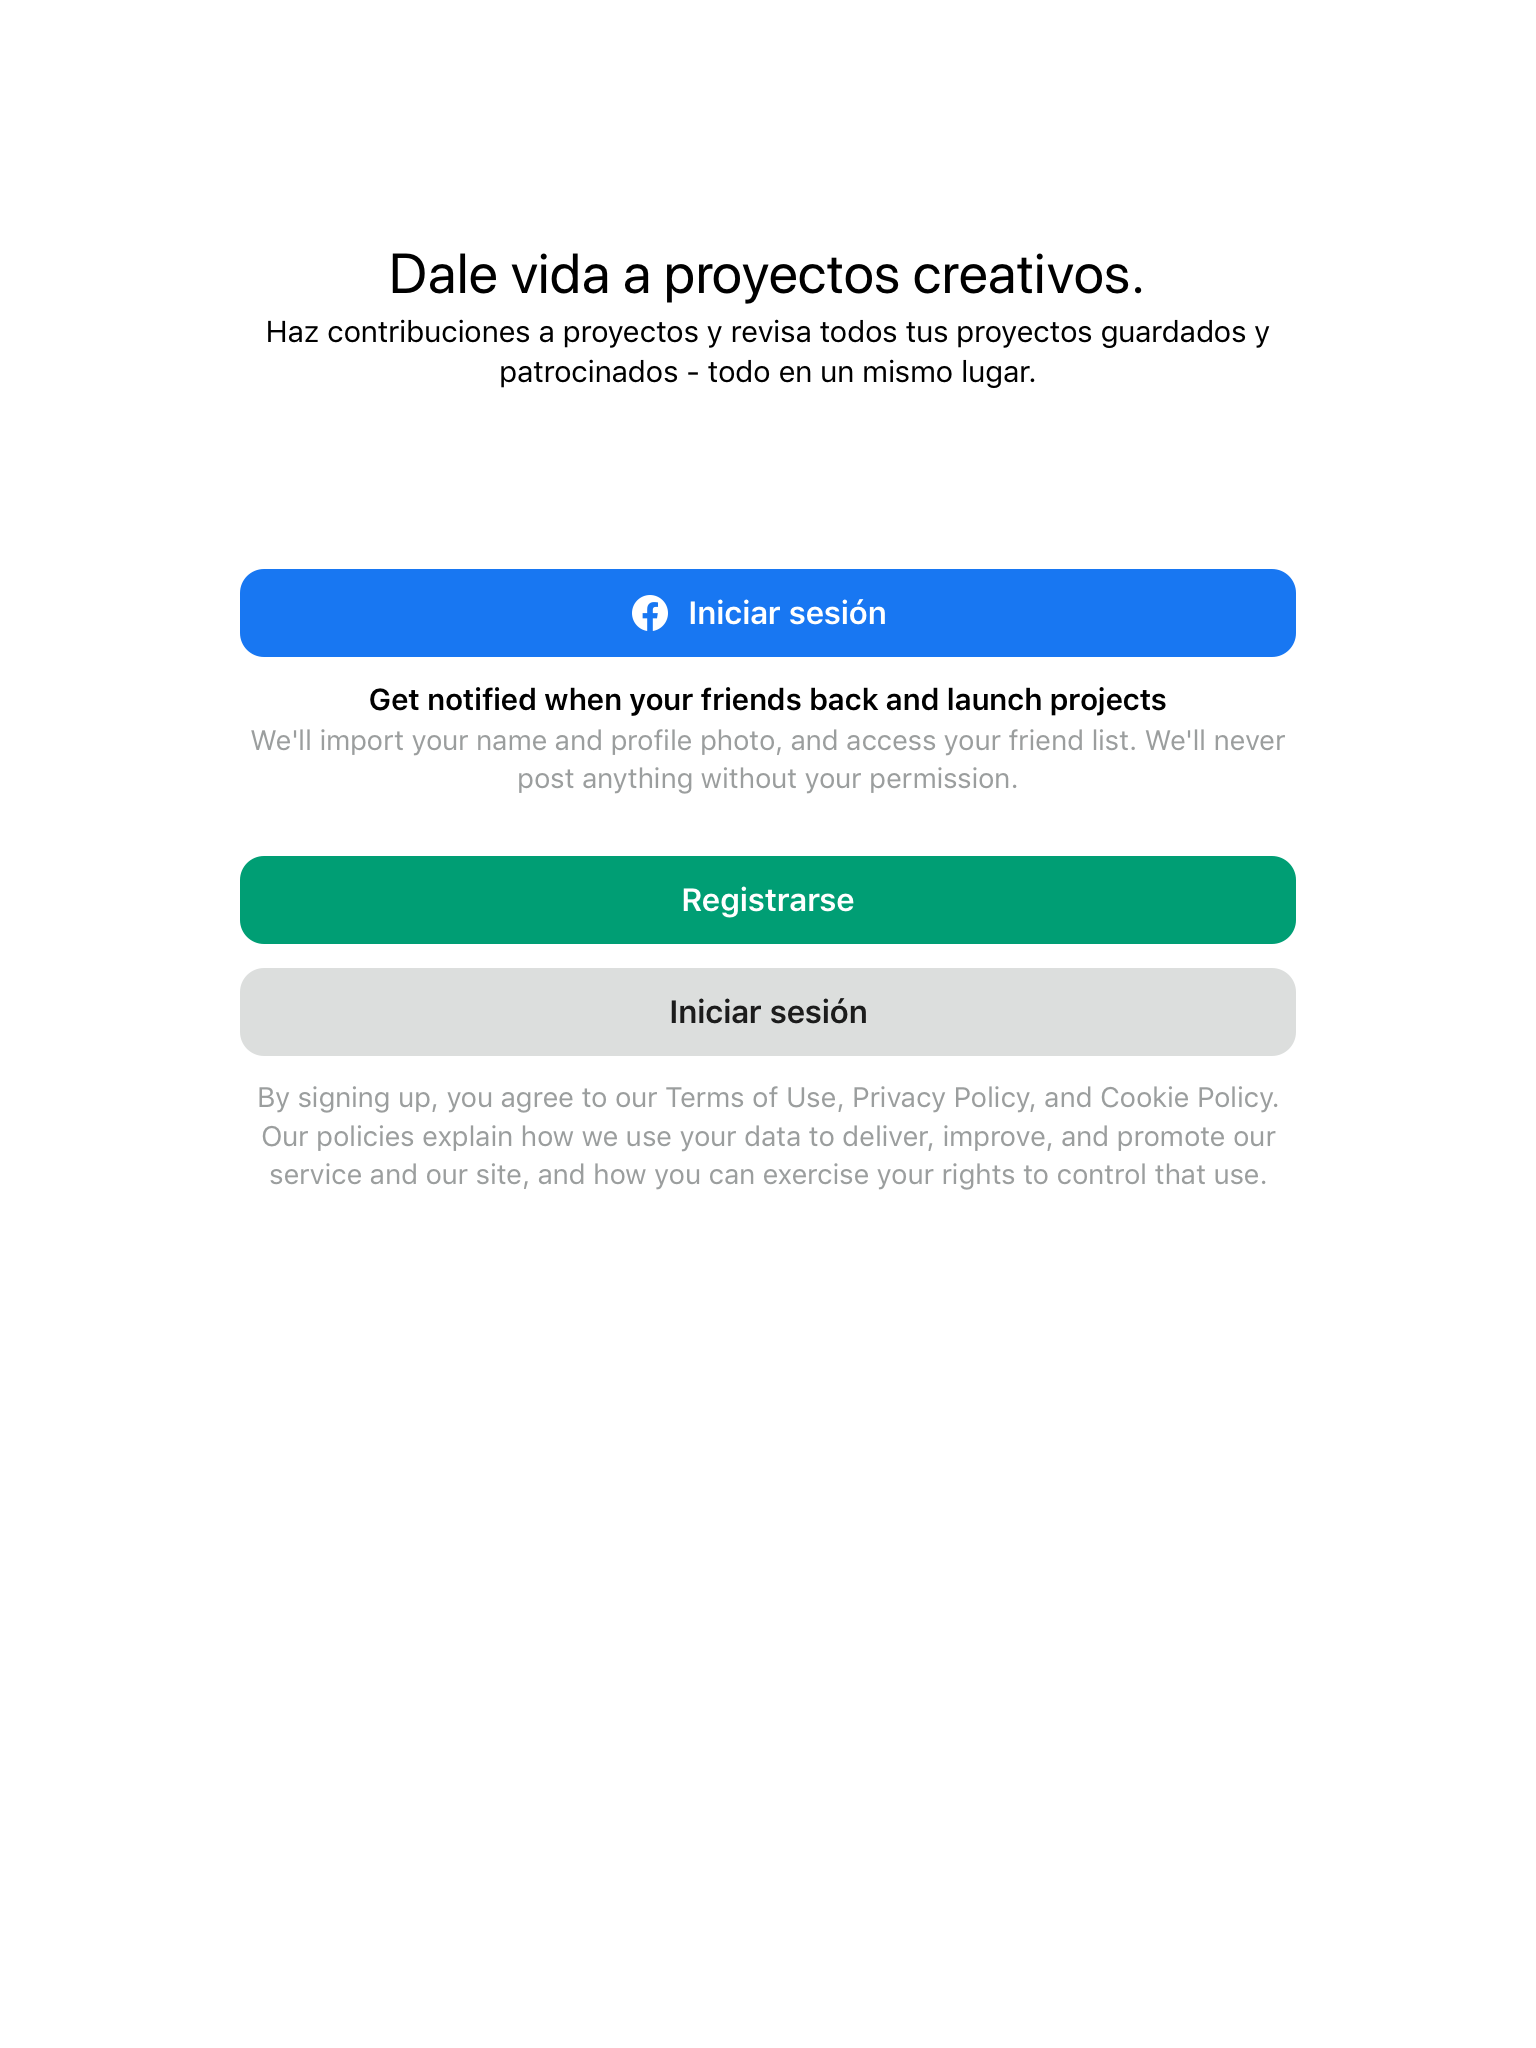 Dale vida a proyectos creativos.
Haz contribuciones a proyectos y revisa todos tus proyectos guardados y
patrocinados - todo en un mismo lugar.
Iniciar sesión
Get notified when your friends back and launch projects
We'll import your name and profile photo, and access your friend list. We'll never
post anything without your permission.
Registrarse
Iniciar sesión
By signing up, you agree to our Terms of Use, Privacy Policy, and Cookie Policy.
Our policies explain how we use your data to deliver, improve, and promote our
service and our site, and how you can exercise your rights to control that use.